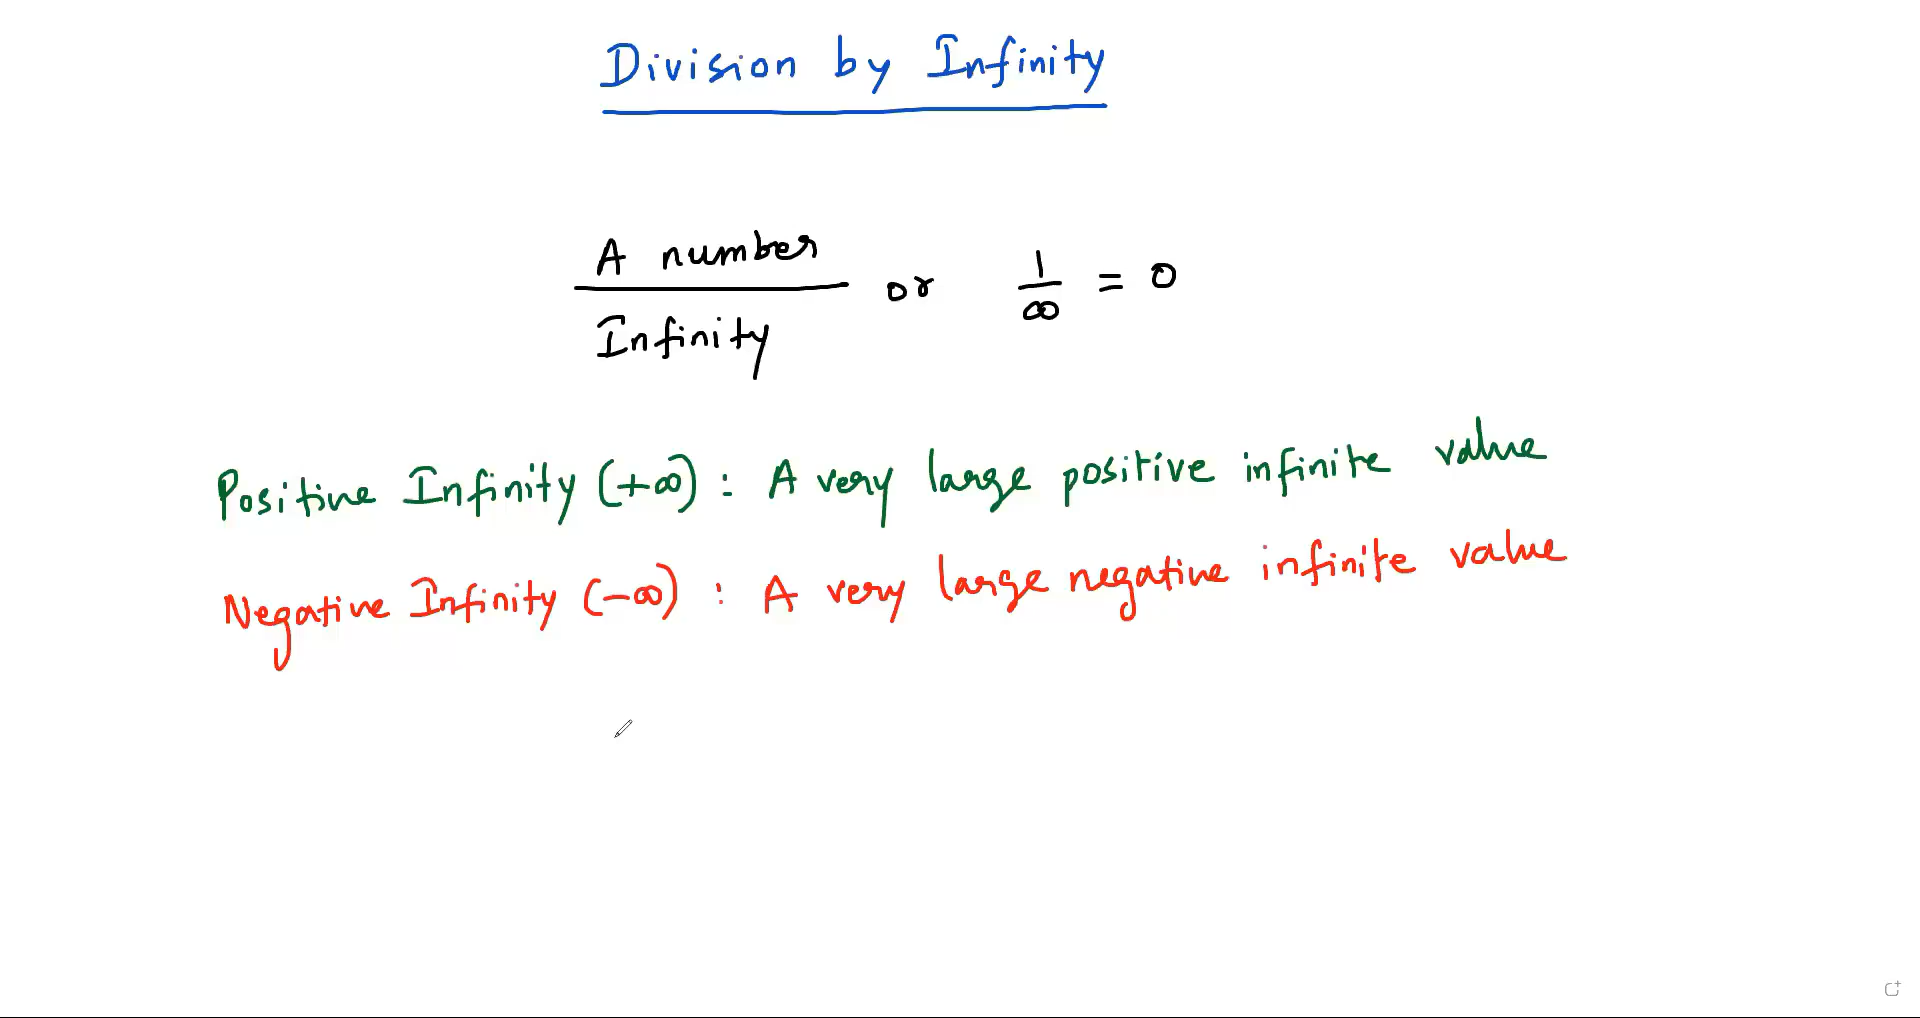 Division by Infinity
A number
Infinity
or 1/∞ = 0
Positive Infinity (+∞) : A very large positive infinite value
Negative Infinity (-∞) : A very large negative infinite value